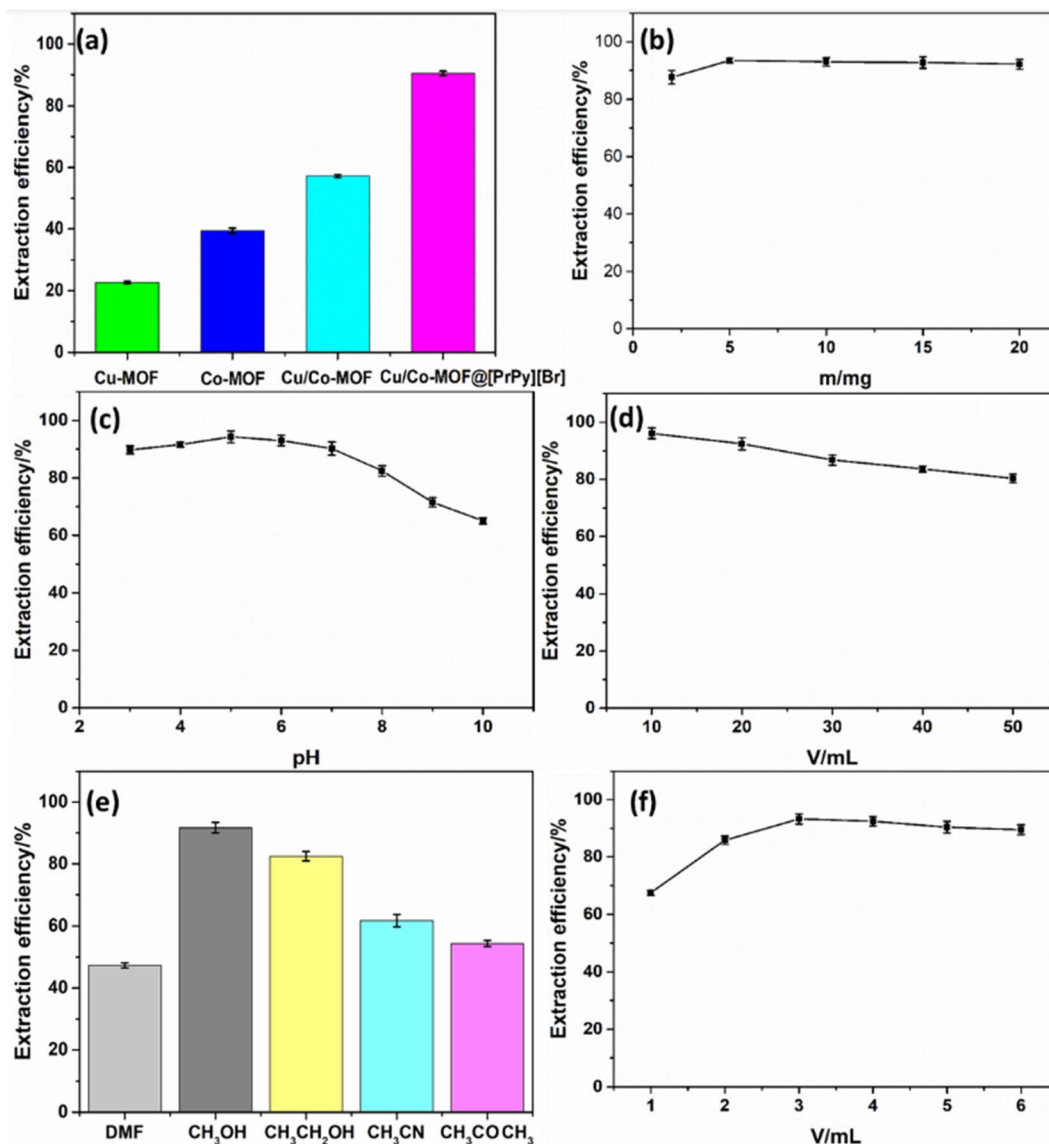 (a)
Extraction efficiency/%
100
80
60
40
20
0
Cu-MOF Co-MOF Cu/Co-MOF Cu/Co-MOF@[PrPy][Br]
(b)
Extraction efficiency/%
100
80
60
40
20
0
0 5 10 15 20
m/mg
(c)
Extraction efficiency/%
100
80
60
40
20
0
2 4 6 8 10
pH
(d)
Extraction efficiency/%
100
80
60
40
20
0
10 20 30 40 50
V/mL
(e)
Extraction efficiency/%
100
80
60
40
20
0
DMF CH₃OH CH₃CH₂OH CH₃CN CH₃COCH₃
(f)
Extraction efficiency/%
100
80
60
40
20
0
1 2 3 4 5 6
V/mL